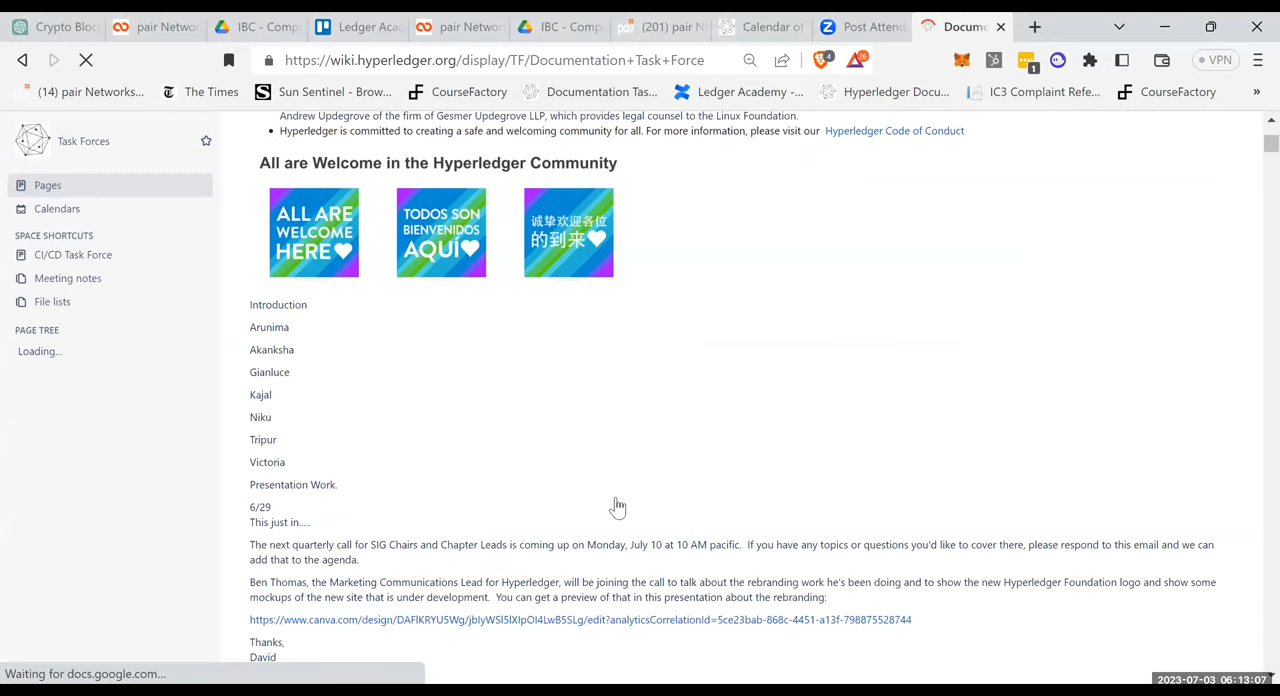 Crypto Bloc
pair Networ
IBC - Comp
Ledger Aca
pair Networ
IBC - Comp
(201) pair N
Calendar of
Post Attend
Docume
https://wiki.hyperledger.org/display/TF/Documentation+Task+Force
4
26
1
VPN
(14) pair Networks...
The Times
Sun Sentinel - Brow...
CourseFactory
Documentation Tas...
Ledger Academy -...
Hyperledger Docu...
IC3 Complaint Refe...
CourseFactory
»
Task Forces
Pages
Calendars
SPACE SHORTCUTS
CI/CD Task Force
Meeting notes
File lists
PAGE TREE
Loading...
Andrew Updegrove of the firm of Gesmer Updegrove LLP, which provides legal counsel to the Linux Foundation.
• Hyperledger is committed to creating a safe and welcoming community for all. For more information, please visit our Hyperledger Code of Conduct
All are Welcome in the Hyperledger Community
ALL ARE
WELCOME
HERE
TODOS SON
BIENVENIDOS
AQUÍ
诚挚欢迎各位
的到来
Introduction
Arunima
Akanksha
Gianluce
Kajal
Niku
Tripur
Victoria
Presentation Work.
6/29
This just in.....
The next quarterly call for SIG Chairs and Chapter Leads is coming up on Monday, July 10 at 10 AM pacific. If you have any topics or questions you'd like to cover there, please respond to this email and we can
add that to the agenda.
Ben Thomas, the Marketing Communications Lead for Hyperledger, will be joining the call to talk about the rebranding work he's been doing and to show the new Hyperledger Foundation logo and show some
mockups of the new site that is under development. You can get a preview of that in this presentation about the rebranding:
https://www.canva.com/design/DAFlKRYU5Wg/jbIyWSl5lXIpOI4LwB5SLg/edit?analyticsCorrelationId=5ce23bab-868c-4451-a13f-798875528744
Thanks,
David
Waiting for docs.google.com...
2023-07-03 06:13:07